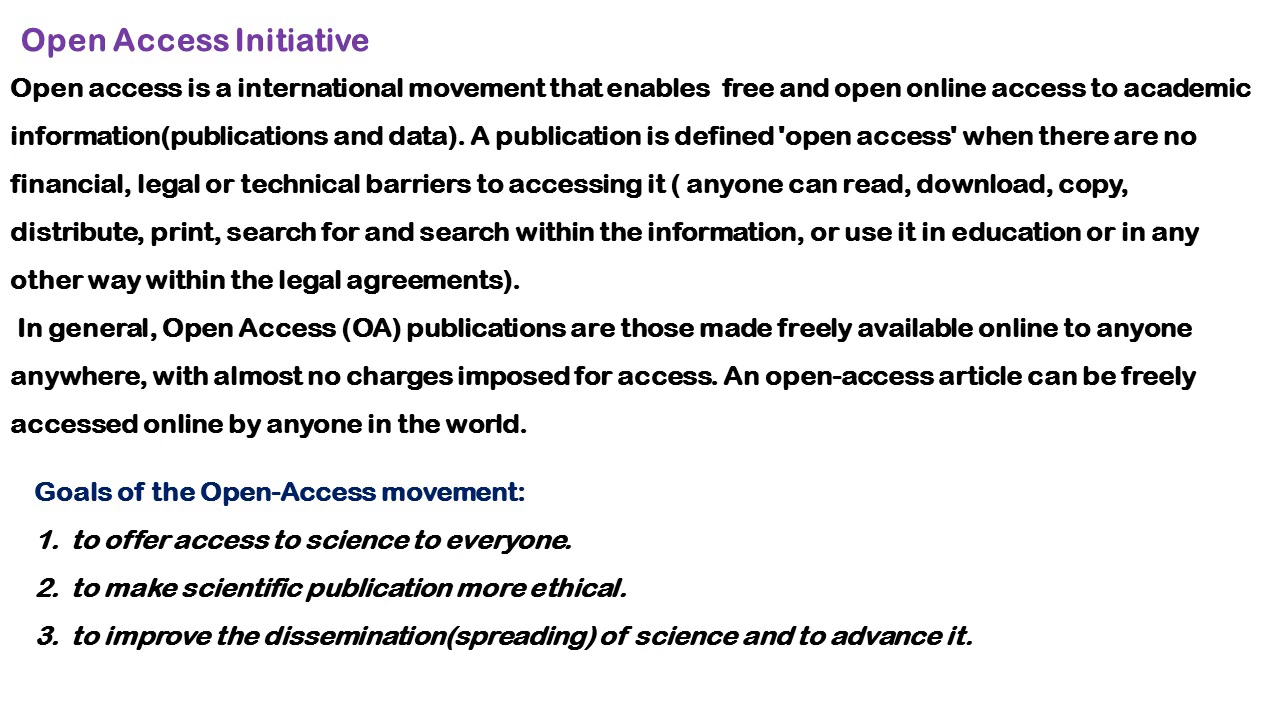 Open Access Initiative
Open access is a international movement that enables  free and open online access to academic
information(publications and data). A publication is defined 'open access' when there are no
financial, legal or technical barriers to accessing it ( anyone can read, download, copy,
distribute, print, search for and search within the information, or use it in education or in any
other way within the legal agreements).
In general, Open Access (OA) publications are those made freely available online to anyone
anywhere, with almost no charges imposed for access. An open-access article can be freely
accessed online by anyone in the world.
Goals of the Open-Access movement:
1. to offer access to science to everyone.
2. to make scientific publication more ethical.
3. to improve the dissemination(spreading) of science and to advance it.